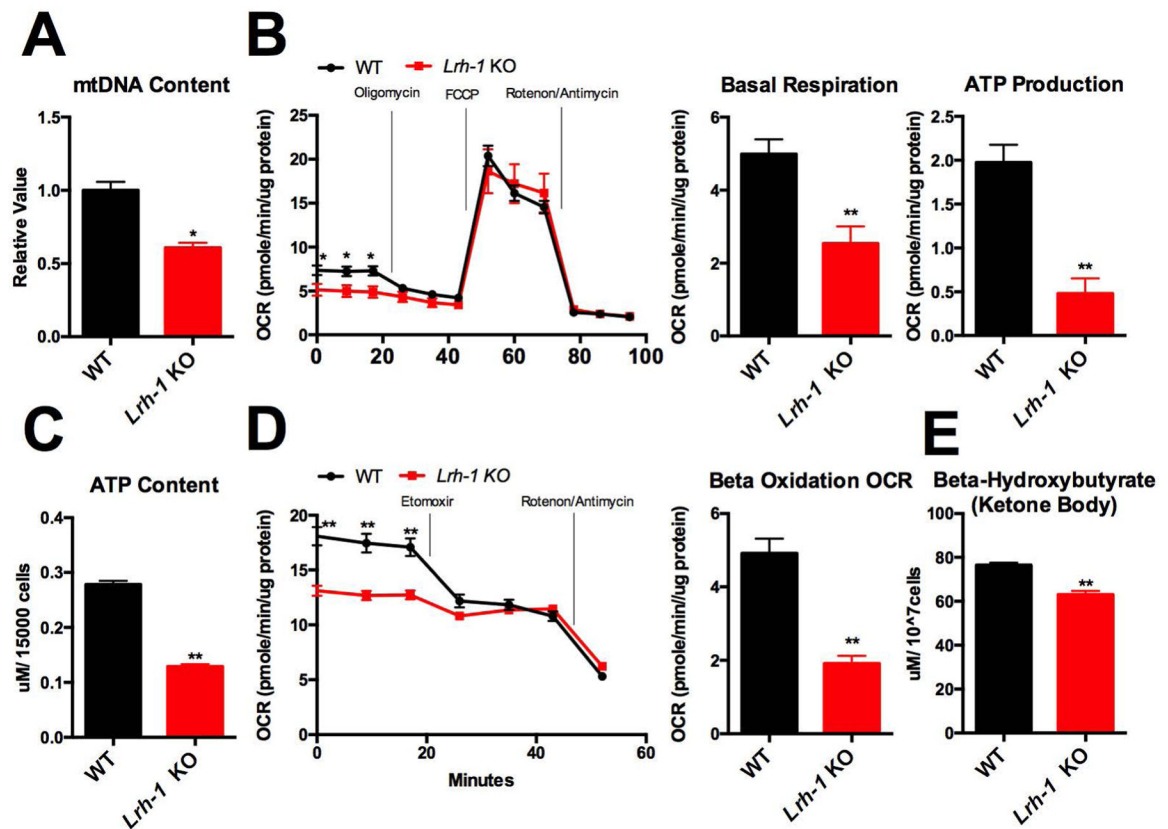 A
mtDNA Content
Relative Value
1.5
1.0
0.5
0.0
*
WT
Lrh-1 KO
B
WT
Lrh-1 KO
Oligomycin
FCCP
Rotenon/Antimycin
OCR (pmole/min/ug protein)
25
20
15
10
5
0
* * *
0 20 40 60 80 100
Basal Respiration
OCR (pmole/min//ug protein)
6
4
2
0
**
WT
Lrh-1 KO
ATP Production
OCR (pmole/min/ug protein)
2.5
2.0
1.5
1.0
0.5
0.0
**
WT
Lrh-1 KO
C
ATP Content
uM/ 15000 cells
0.4
0.3
0.2
0.1
0.0
**
WT
Lrh-1 KO
D
WT
Lrh-1 KO
Etomoxir
Rotenon/Antimycin
OCR (pmole/min/ug protein)
20
15
10
5
0
** ** **
0 20 40 60
Minutes
Beta Oxidation OCR
OCR (pmole/min//ug protein)
6
4
2
0
**
WT
Lrh-1 KO
E
Beta-Hydroxybutyrate
(Ketone Body)
uM/ 10^7cells
100
80
60
40
20
0
**
WT
Lrh-1 KO